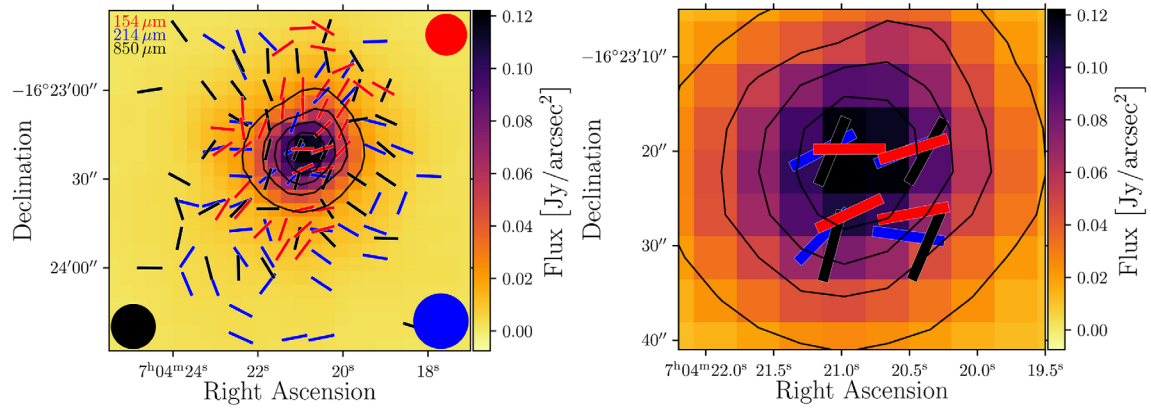 154 μm
214 μm
850 μm
−16°23′00″
30″
24′00″
Declination
7ʰ04ᵐ24ˢ
22ˢ
20ˢ
18ˢ
Right Ascension
0.12
0.10
0.08
0.06
0.04
0.02
0.00
Flux [Jy/arcsec²]
−16°23′10″
20″
30″
40″
Declination
7ʰ04ᵐ22.0ˢ
21.5ˢ
21.0ˢ
20.5ˢ
20.0ˢ
19.5ˢ
Right Ascension
0.12
0.10
0.08
0.06
0.04
0.02
0.00
Flux [Jy/arcsec²]